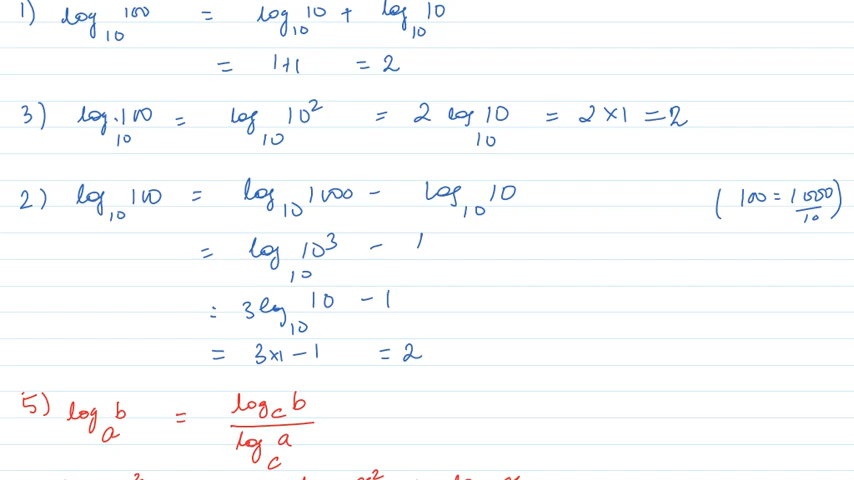 1) log₁₀ 100 = log₁₀ 10 + log₁₀ 10
= 1+1 = 2
3) log₁₀ 100 = log₁₀ 10² = 2 log₁₀ 10 = 2×1 = 2
2) log₁₀ 100 = log₁₀ 1000 - log₁₀ 10 (100 = 1000/10)
= log₁₀ 10³ - 1
= 3 log₁₀ 10 - 1
= 3×1 - 1 = 2
5) logₐ b = log_c b / log_c a